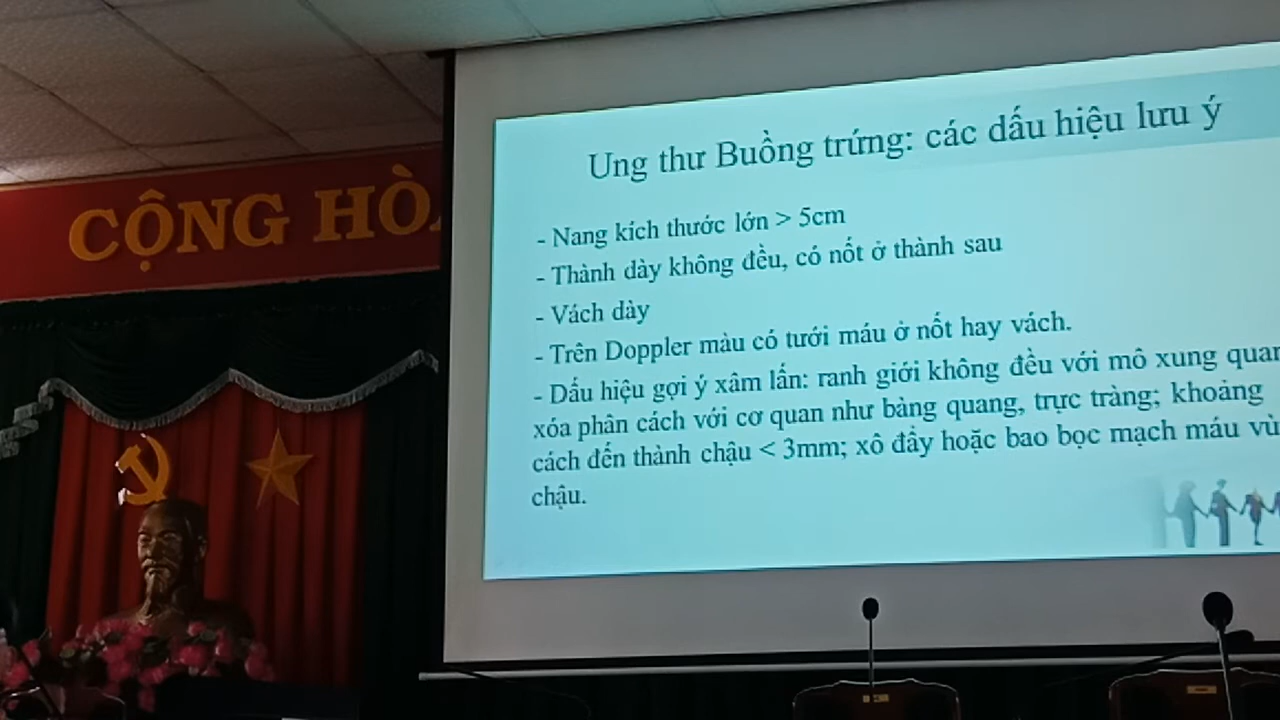 CỘNG HÒA
Ung thư Buồng trứng: các dấu hiệu lưu ý
- Nang kích thước lớn > 5cm
- Thành dày không đều, có nốt ở thành sau
- Vách dày
- Trên Doppler màu có tưới máu ở nốt hay vách.
- Dấu hiệu gợi ý xâm lấn: ranh giới không đều với mô xung quan
xóa phân cách với cơ quan như bàng quang, trực tràng; khoảng
cách đến thành chậu < 3mm; xô đẩy hoặc bao bọc mạch máu vù
chậu.